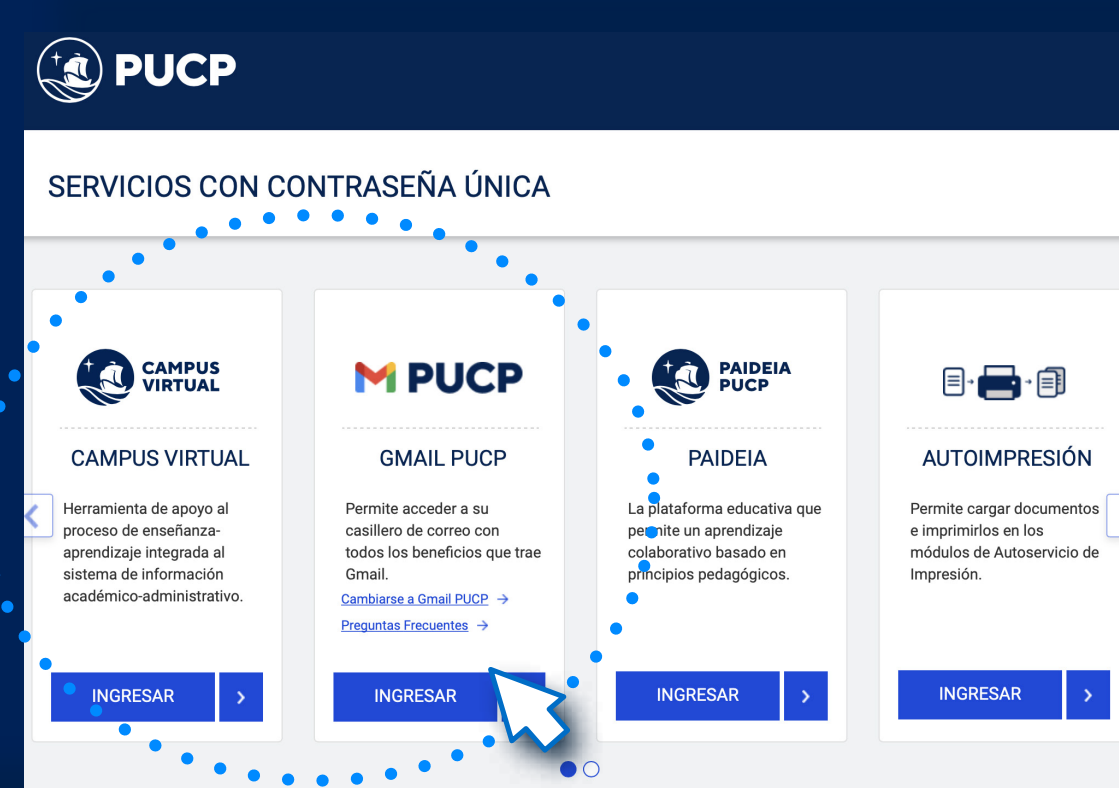 PUCP
SERVICIOS CON CONTRASEÑA ÚNICA
CAMPUS
VIRTUAL
CAMPUS VIRTUAL
Herramienta de apoyo al
proceso de enseñanza-
aprendizaje integrada al
sistema de información
académico-administrativo.
INGRESAR
PUCP
GMAIL PUCP
Permite acceder a su
casillero de correo con
todos los beneficios que trae
Gmail.
Cambiarse a Gmail PUCP →
Preguntas Frecuentes →
INGRESAR
PAIDEIA
PUCP
PAIDEIA
La plataforma educativa que
permite un aprendizaje
colaborativo basado en
principios pedagógicos.
INGRESAR
AUTOIMPRESIÓN
Permite cargar documentos
e imprimirlos en los
módulos de Autoservicio de
Impresión.
INGRESAR